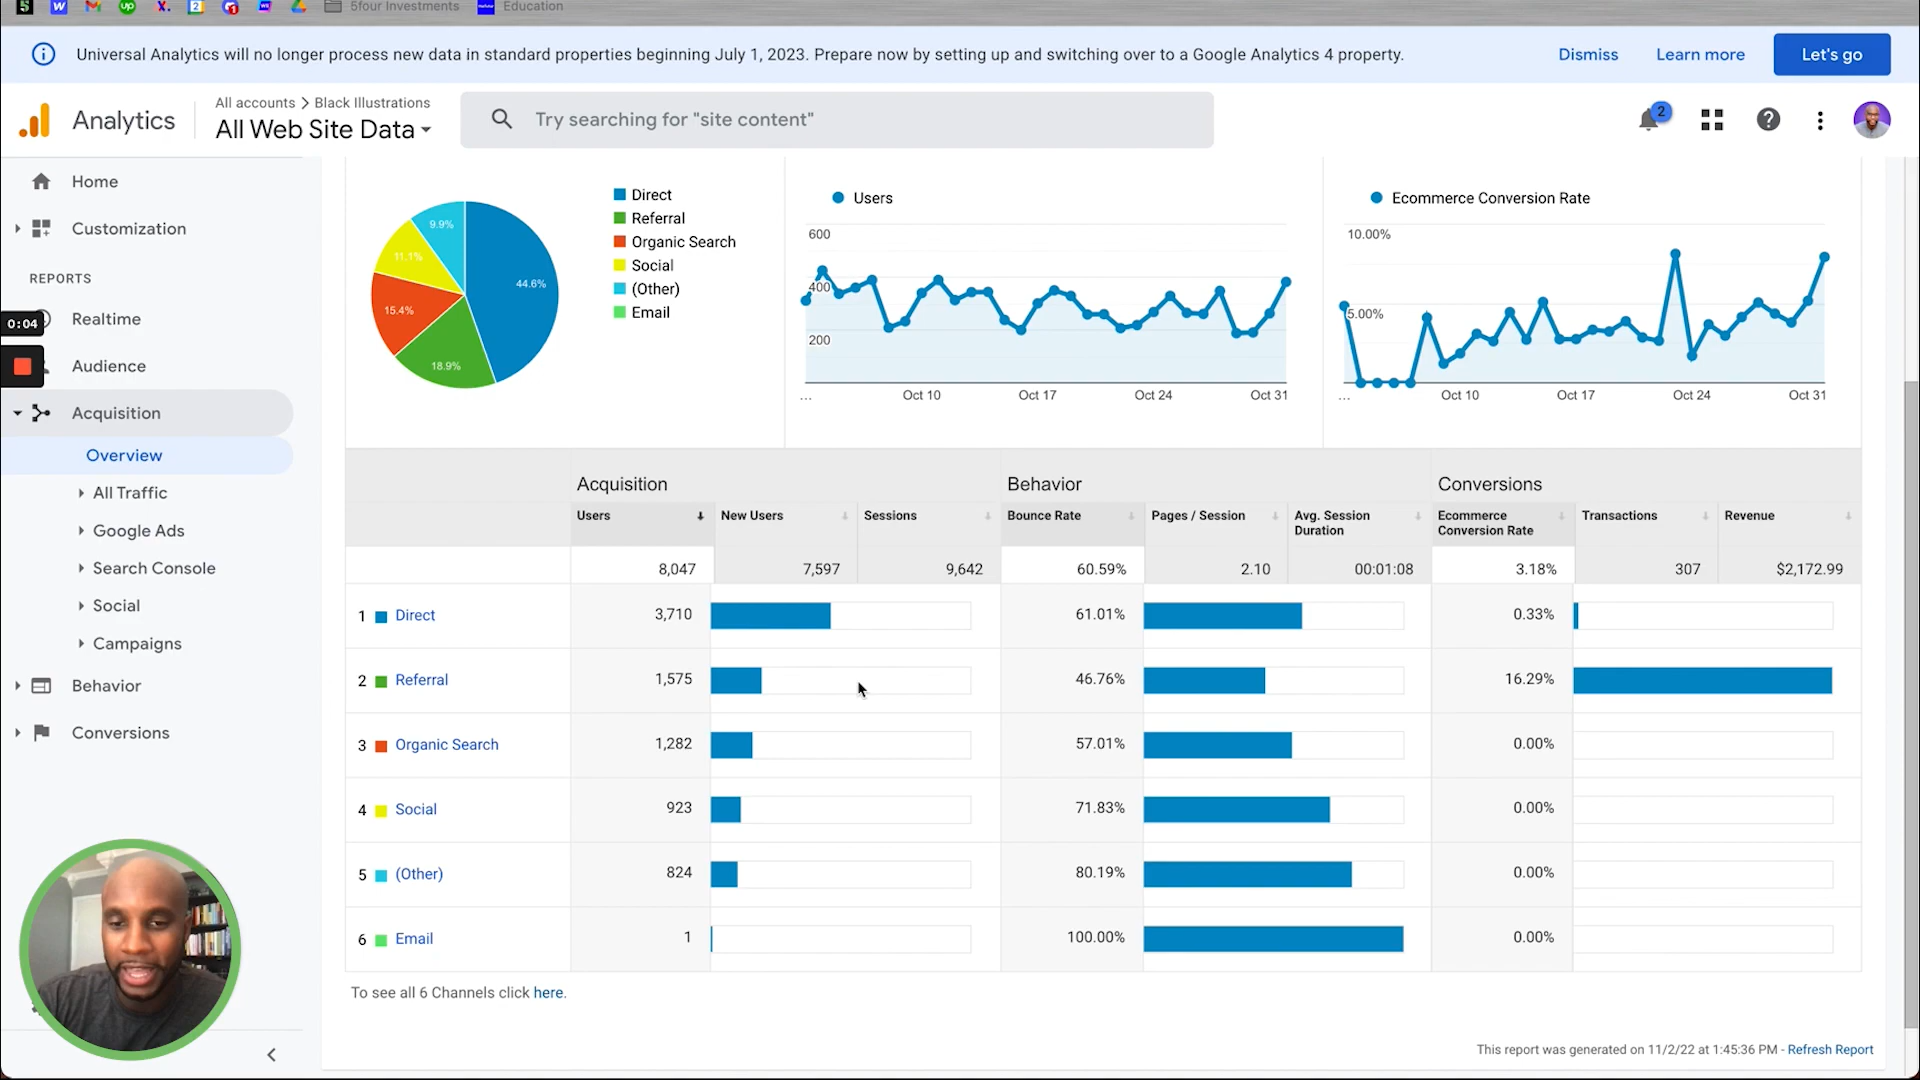 5four Investments
Education
Universal Analytics will no longer process new data in standard properties beginning July 1, 2023. Prepare now by setting up and switching over to a Google Analytics 4 property.
Dismiss
Learn more
Let's go
Analytics
All accounts > Black Illustrations
All Web Site Data
Try searching for "site content"
2
Home
Customization
REPORTS
0:04
Realtime
Audience
Acquisition
Overview
All Traffic
Google Ads
Search Console
Social
Campaigns
Behavior
Conversions
44.6%
18.9%
15.4%
11.1%
9.9%
Direct
Referral
Organic Search
Social
(Other)
Email
Users
600
400
200
...
Oct 10
Oct 17
Oct 24
Oct 31
Ecommerce Conversion Rate
10.00%
5.00%
...
Oct 10
Oct 17
Oct 24
Oct 31
Acquisition
Behavior
Conversions
Users
New Users
Sessions
Bounce Rate
Pages / Session
Avg. Session
Duration
Ecommerce
Conversion Rate
Transactions
Revenue
8,047
7,597
9,642
60.59%
2.10
00:01:08
3.18%
307
$2,172.99
1 Direct 3,710 61.01% 0.33%
2 Referral 1,575 46.76% 16.29%
3 Organic Search 1,282 57.01% 0.00%
4 Social 923 71.83% 0.00%
5 (Other) 824 80.19% 0.00%
6 Email 1 100.00% 0.00%
To see all 6 Channels click here.
This report was generated on 11/2/22 at 1:45:36 PM - Refresh Report